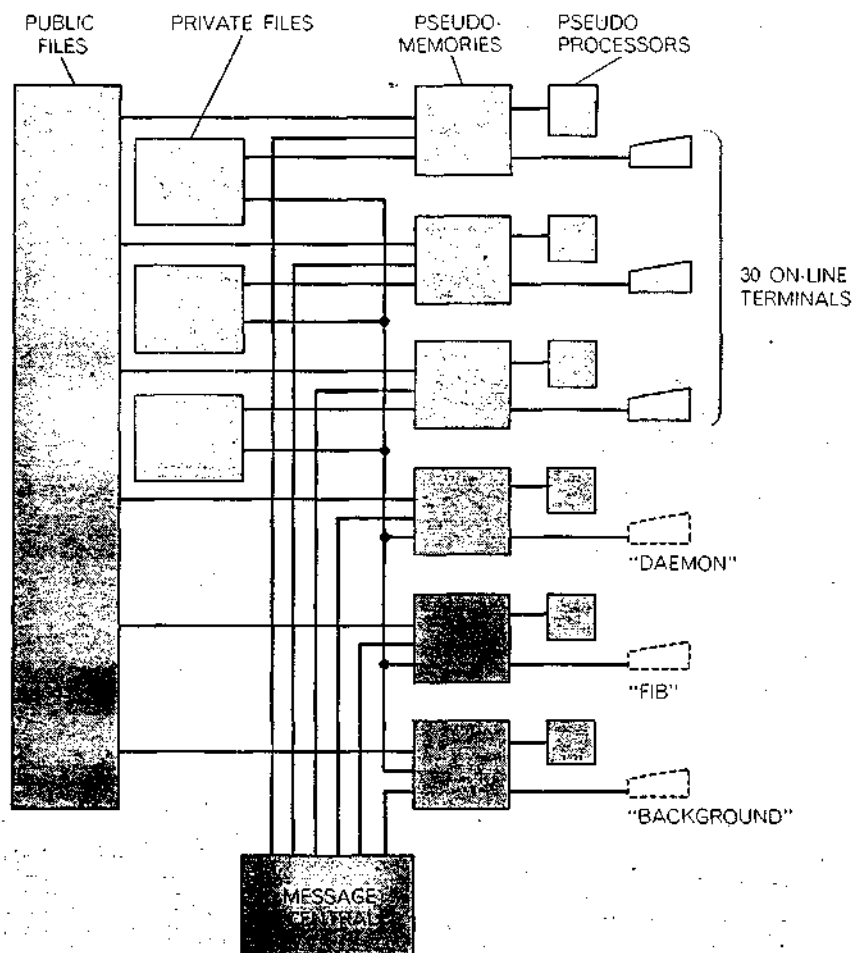 PUBLIC
FILES
PRIVATE FILES
PSEUDO-
MEMORIES
PSEUDO
PROCESSORS
30 ON-LINE
TERMINALS
"DAEMON"
"FIB"
"BACKGROUND"
MESSAGE
CENTRAL